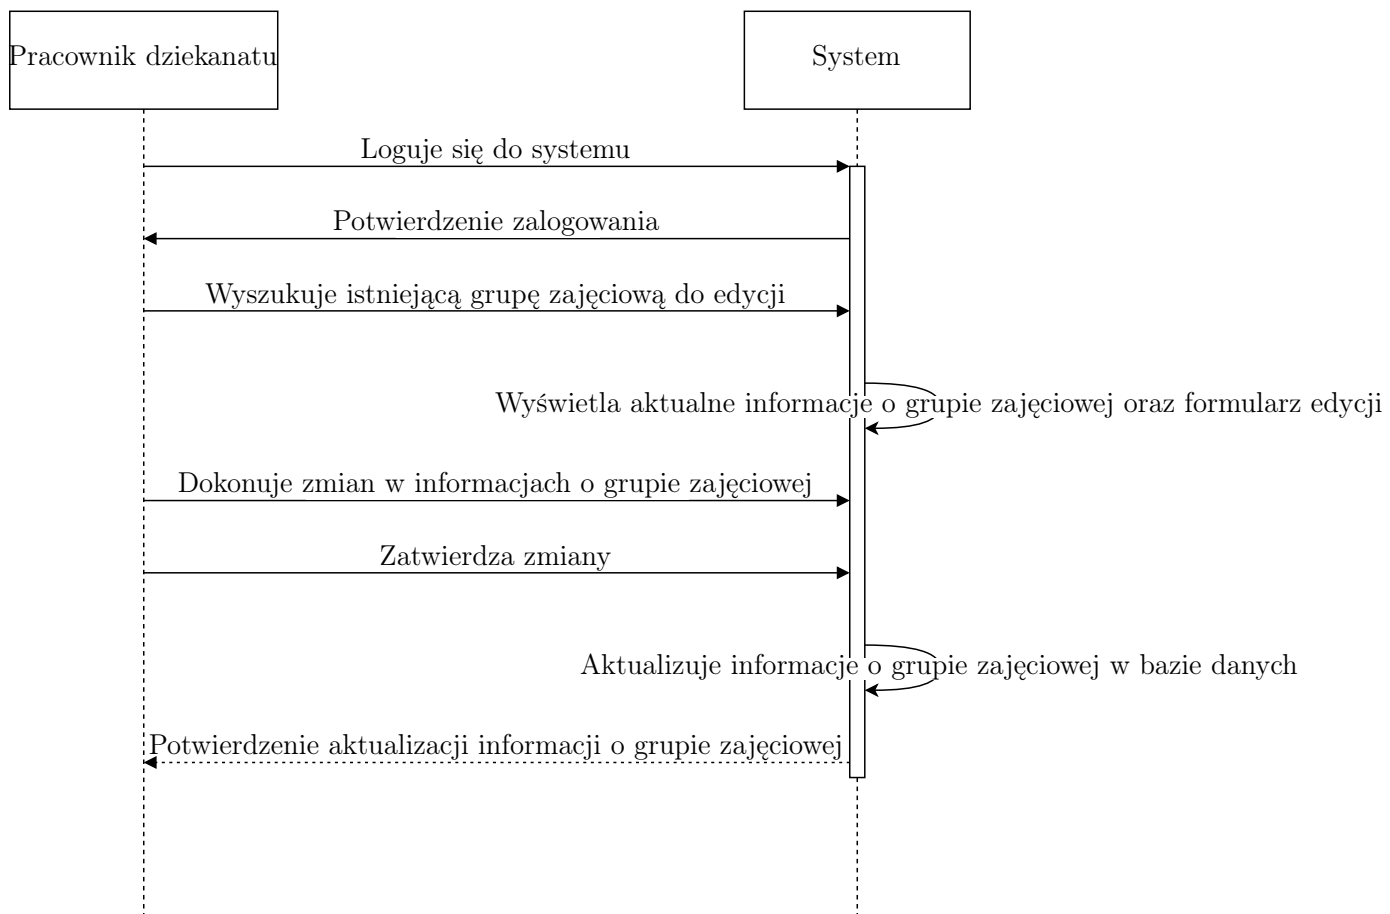 Pracownik dziekanatu
System
Loguje się do systemu
Potwierdzenie zalogowania
Wyszukuje istniejącą grupę zajęciową do edycji
Wyświetla aktualne informacje o grupie zajęciowej oraz formularz edycji
Dokonuje zmian w informacjach o grupie zajęciowej
Zatwierdza zmiany
Aktualizuje informacje o grupie zajęciowej w bazie danych
Potwierdzenie aktualizacji informacji o grupie zajęciowej